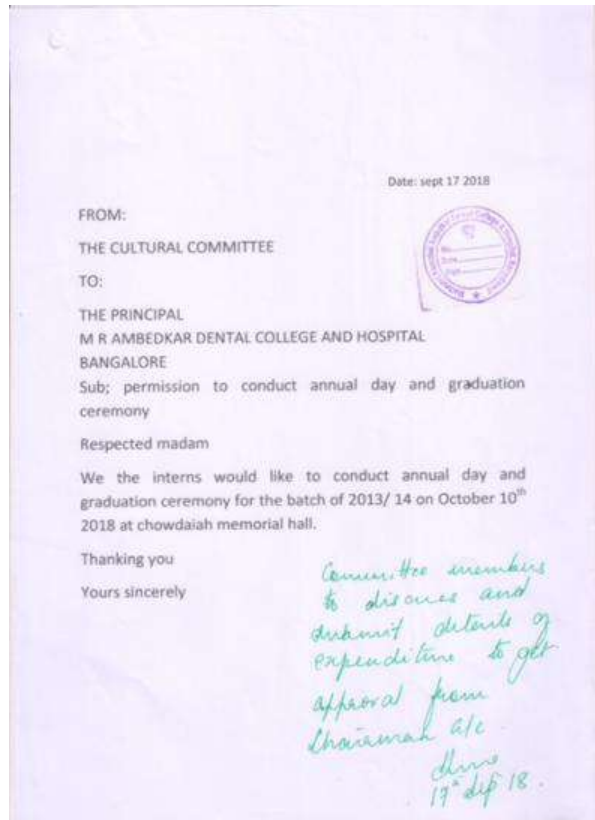 Date: sept 17 2018
FROM:
THE CULTURAL COMMITTEE
TO:
THE PRINCIPAL
M R AMBEDKAR DENTAL COLLEGE AND HOSPITAL
BANGALORE
Sub; permission to conduct annual day and graduation
ceremony
Respected madam
We the interns would like to conduct annual day and
graduation ceremony for the batch of 2013/ 14 on October 10th
2018 at chowdaiah memorial hall.
Thanking you
Yours sincerely
Committee members
to discuss and
submit details of
expenditure to get
approval from
Chairman a/c
17th Sep 18.